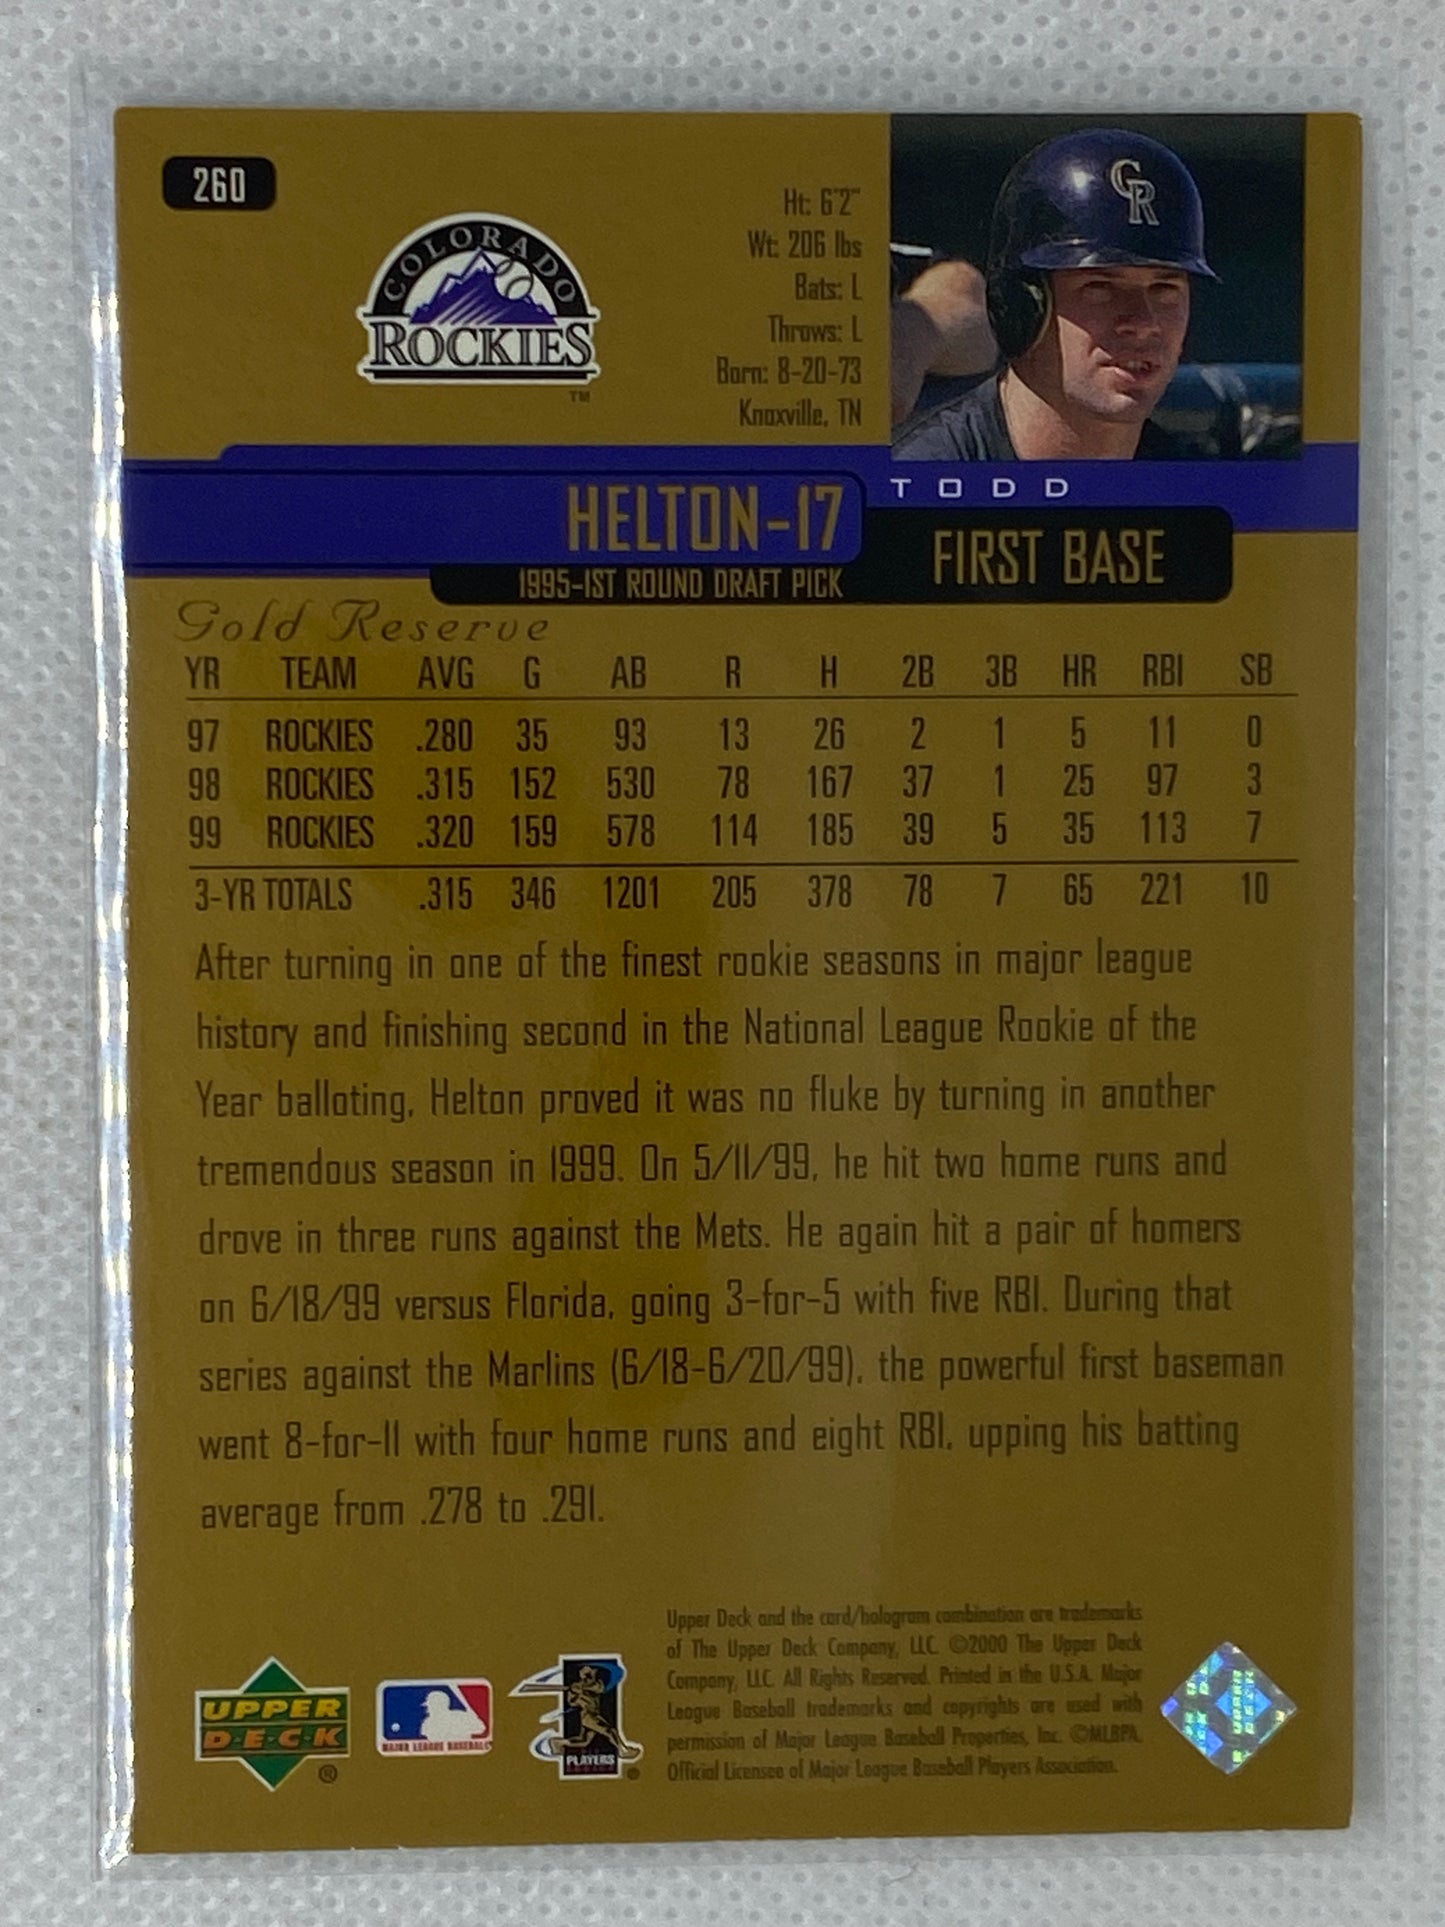 260
COLORADO
ROCKIES
TM
Ht: 6'2"
Wt: 206 lbs
Bats: L
Throws: L
Born: 8-20-73
Knoxville, TN
CR
TODD
HELTON-17
FIRST BASE
1995-1ST ROUND DRAFT PICK
Gold Reserve
YR TEAM AVG G AB R H 2B 3B HR RBI SB
97 ROCKIES .280 35 93 13 26 2 1 5 11 0
98 ROCKIES .315 152 530 78 167 37 1 25 97 3
99 ROCKIES .320 159 578 114 185 39 5 35 113 7
3-YR TOTALS .315 346 1201 205 378 78 7 65 221 10
After turning in one of the finest rookie seasons in major league
history and finishing second in the National League Rookie of the
Year balloting, Helton proved it was no fluke by turning in another
tremendous season in 1999. On 5/11/99, he hit two home runs and
drove in three runs against the Mets. He again hit a pair of homers
on 6/18/99 versus Florida, going 3-for-5 with five RBI. During that
series against the Marlins (6/18-6/20/99), the powerful first baseman
went 8-for-11 with four home runs and eight RBI, upping his batting
average from .278 to .291.
Upper Deck and the card/hologram combination are trademarks
of The Upper Deck Company, LLC. ©2000 The Upper Deck
Company, LLC. All Rights Reserved. Printed in the U.S.A. Major
League Baseball trademarks and copyrights are used with
permission of Major League Baseball Properties, Inc. ©MLBPA
Official Licensee of Major League Baseball Players Association.
UPPER
D·E·C·K
®
MAJOR LEAGUE BASEBALL
PLAYERS